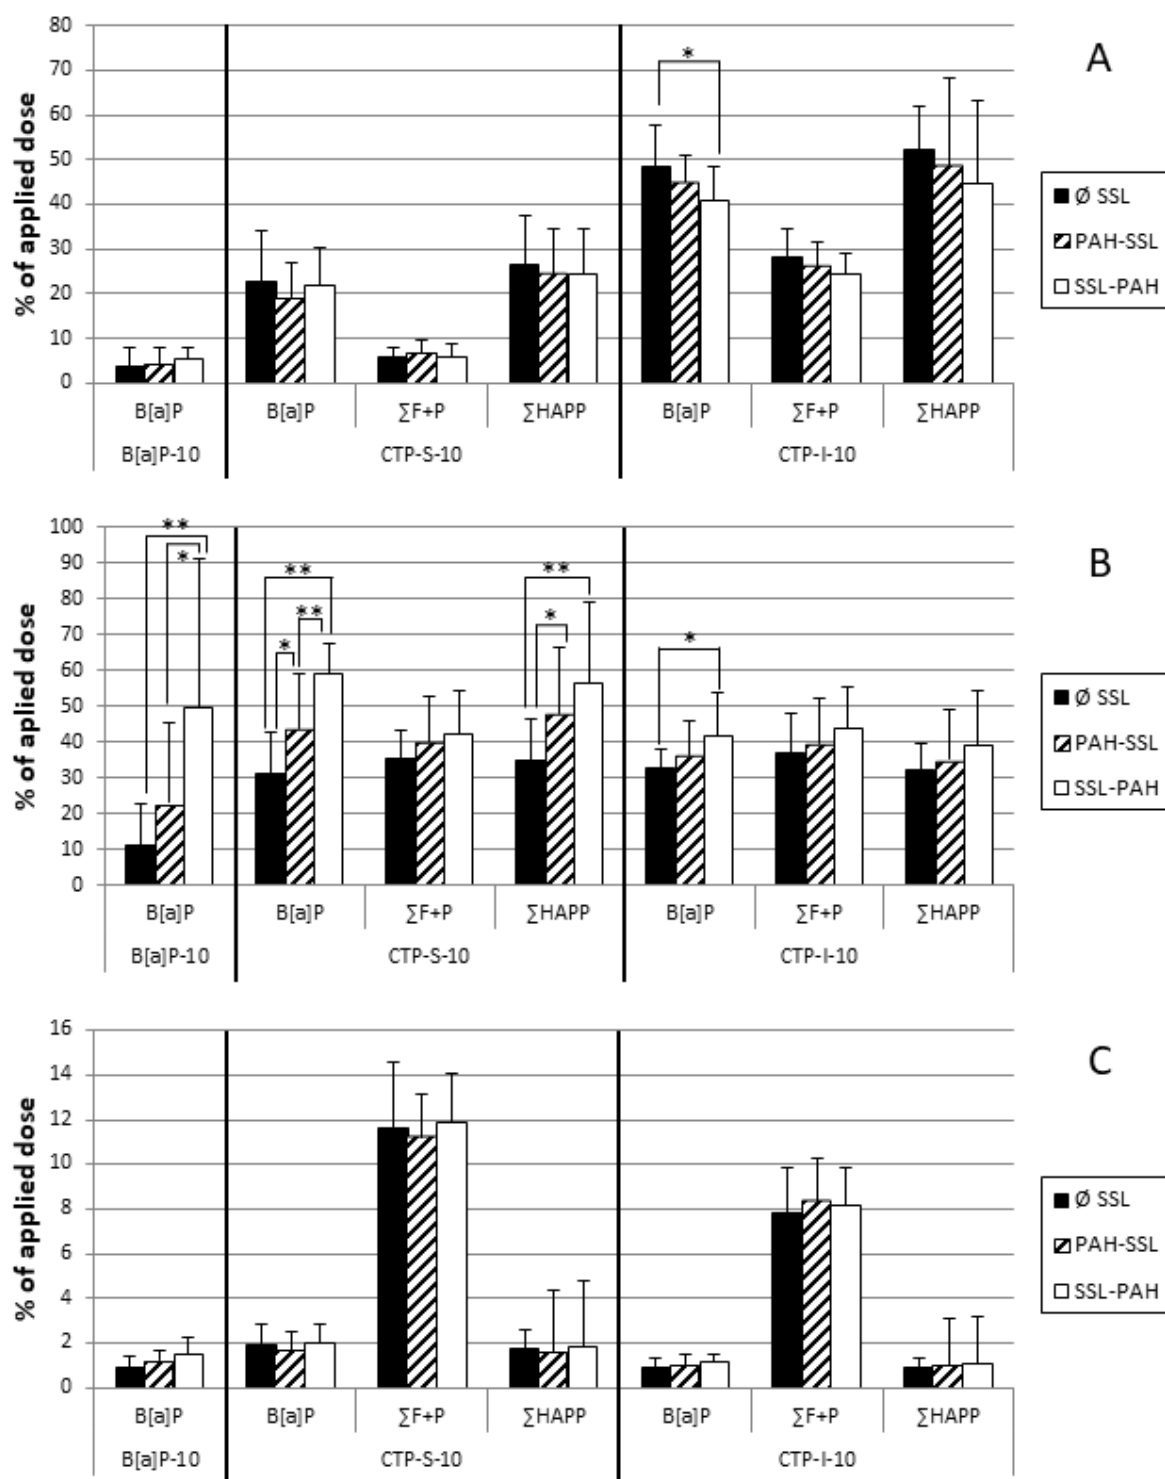 A
% of applied dose
80
70
60
50
40
30
20
10
0
*
B[a]P B[a]P ∑F+P ∑HAPP B[a]P ∑F+P ∑HAPP
B[a]P-10 CTP-S-10 CTP-I-10
Ø SSL
PAH-SSL
SSL-PAH
B
% of aplied dose
100
90
80
70
60
50
40
30
20
10
0
** * ** ** * ** * *
B[a]P B[a]P ∑F+P ∑HAPP B[a]P ∑F+P ∑HAPP
B[a]P-10 CTP-S-10 CTP-I-10
Ø SSL
PAH-SSL
SSL-PAH
C
% of applied dose
16
14
12
10
8
6
4
2
0
B[a]P B[a]P ∑F+P ∑HAPP B[a]P ∑F+P ∑HAPP
B[a]P-10 CTP-S-10 CTP-I-10
Ø SSL
PAH-SSL
SSL-PAH